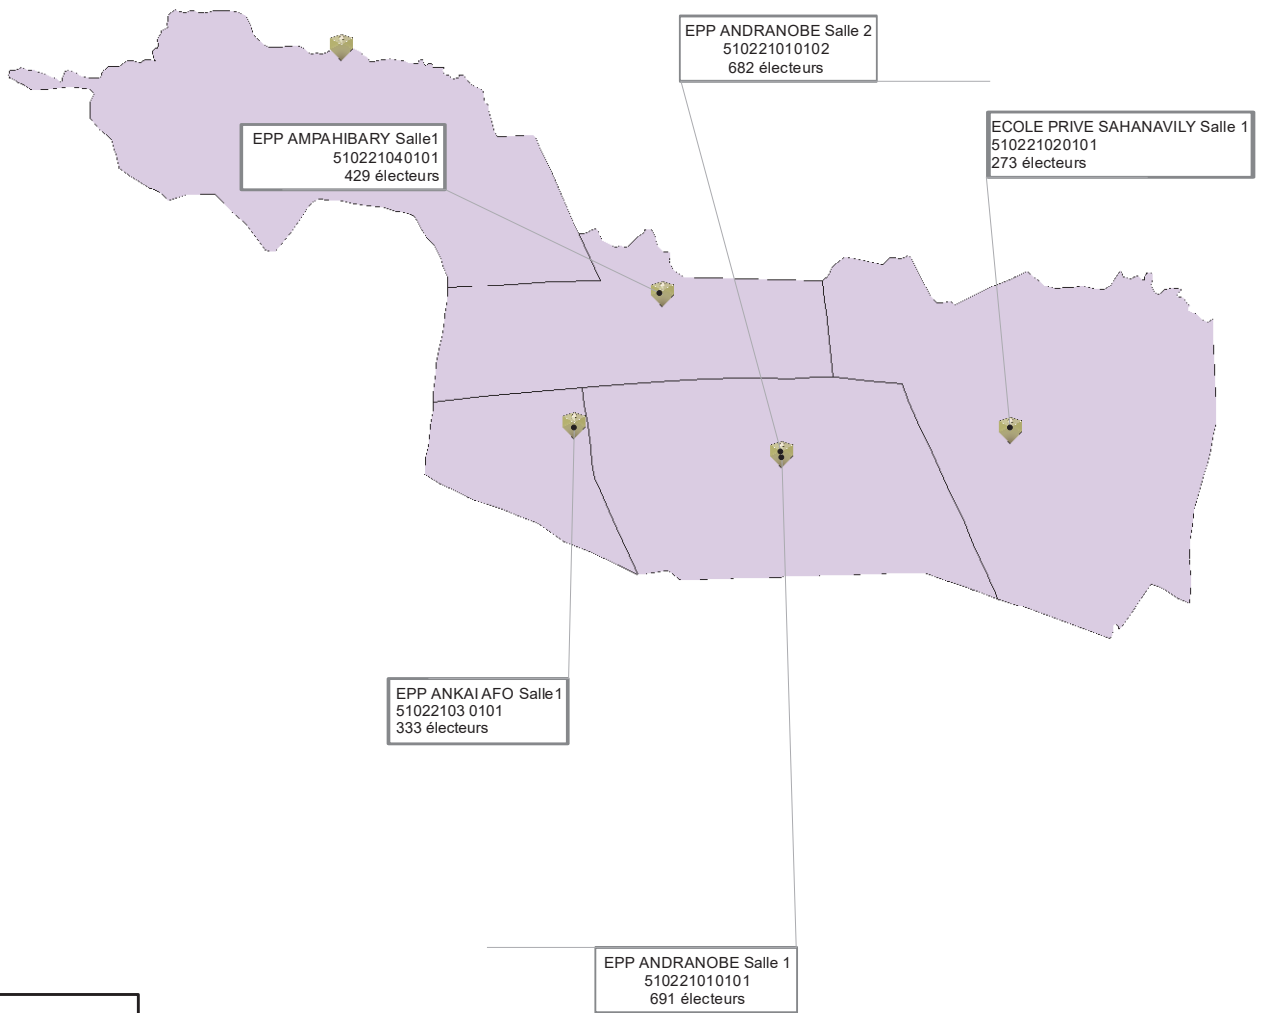 EPP ANDRANOBE Salle 2
510221010102
682 électeurs
ECOLE PRIVE SAHANAVILY Salle 1
510221020101
273 électeurs
EPP AMPAHIBARY Salle1
510221040101
429 électeurs
EPP ANKAI AFO Salle1
51022103 0101
333 électeurs
EPP ANDRANOBE Salle 1
510221010101
691 électeurs